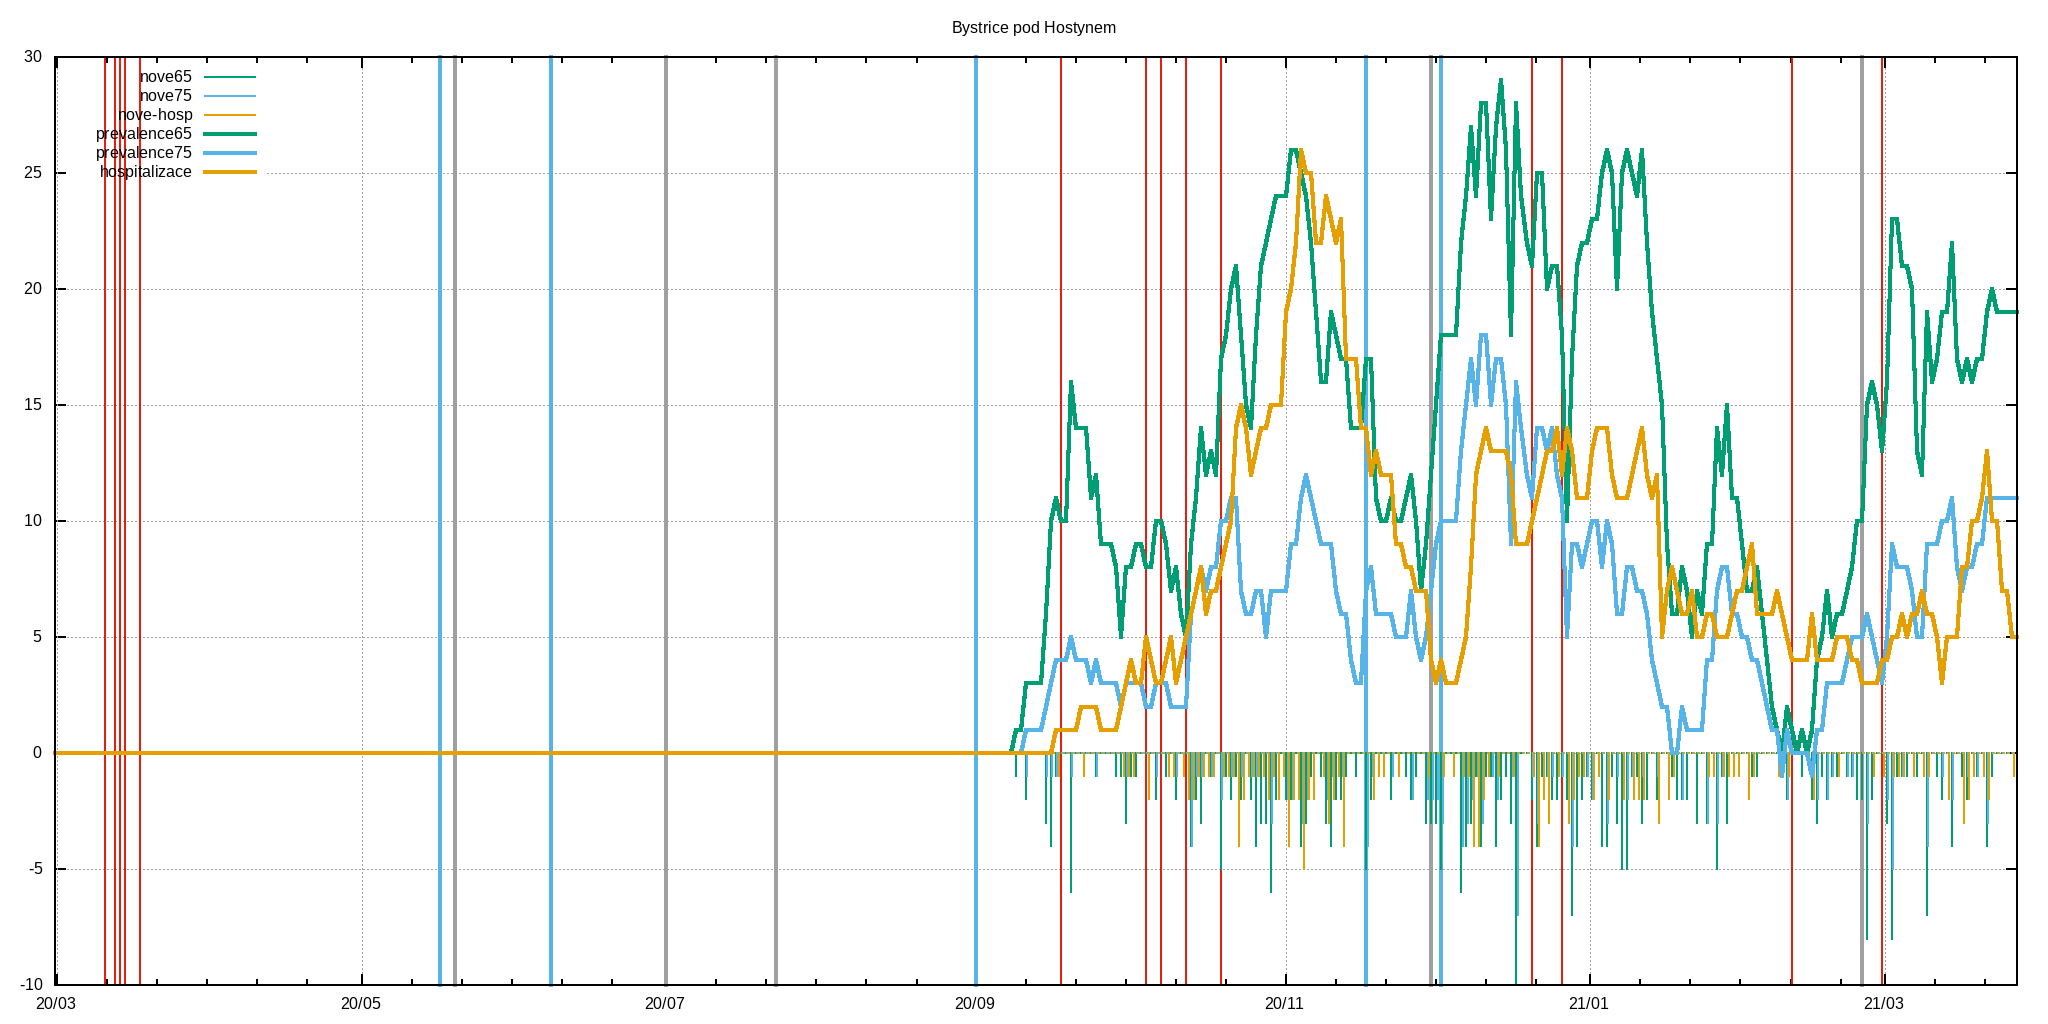 Bystrice pod Hostynem
30
25
20
15
10
5
0
-5
-10
nove65
nove75
nove-hosp
prevalence65
prevalence75
hospitalizace
20/03 20/05 20/07 20/09 20/11 21/01 21/03